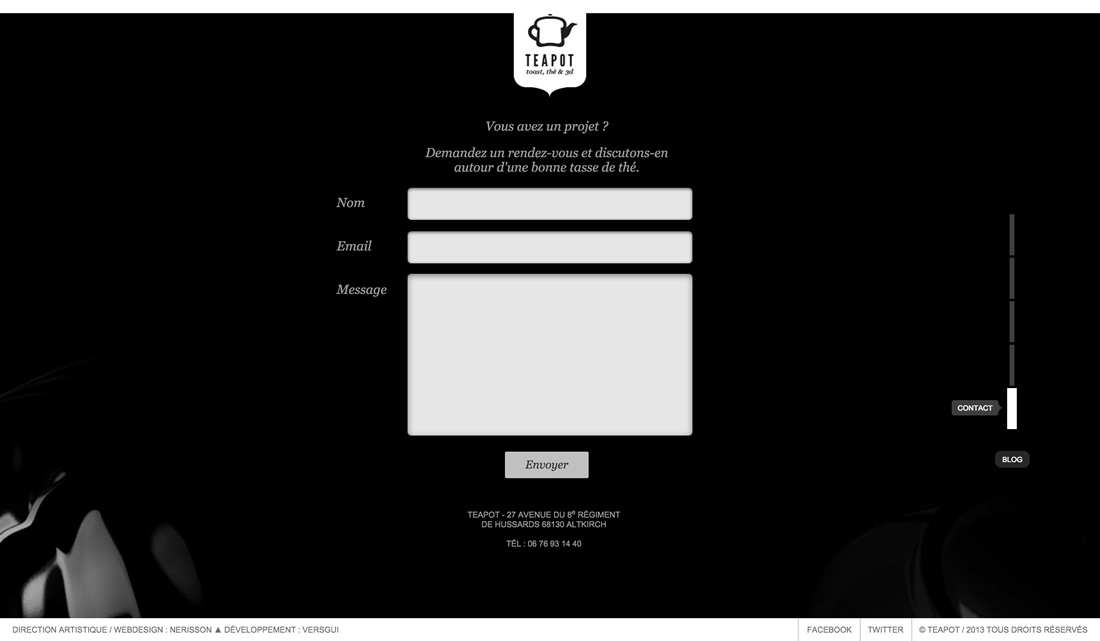 TEAPOT
toast, thé & 3d
Vous avez un projet ?
Demandez un rendez-vous et discutons-en
autour d'une bonne tasse de thé.
Nom
Email
Message
CONTACT
BLOG
Envoyer
TEAPOT - 27 AVENUE DU 8e RÉGIMENT
DE HUSSARDS 68130 ALTKIRCH
TÉL : 06 76 93 14 40
DIRECTION ARTISTIQUE / WEBDESIGN : NERISSON ▲ DÉVELOPPEMENT : VERSGUI
FACEBOOK
TWITTER
© TEAPOT / 2013 TOUS DROITS RÉSERVÉS